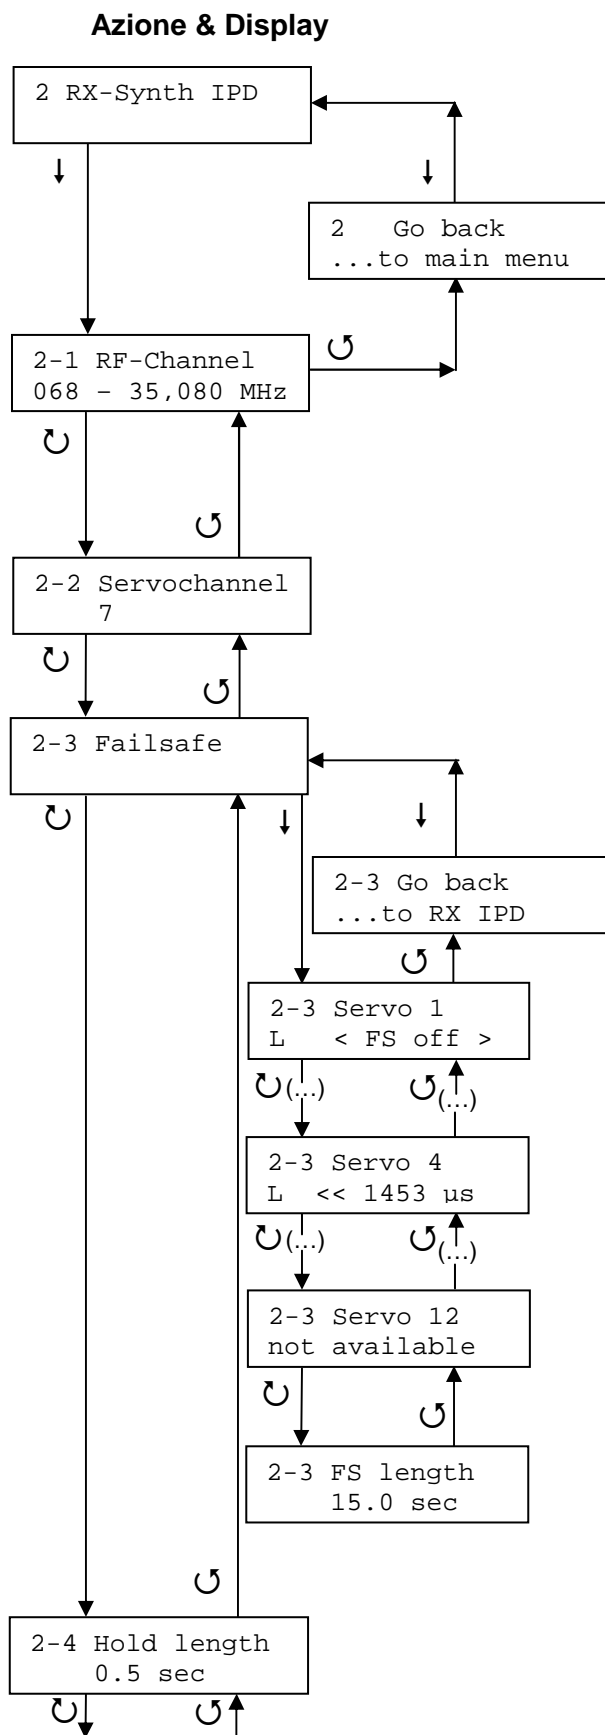 Azione & Display
2 RX-Synth IPD
2 Go back
...to main menu
2-1 RF-Channel
068 – 35,080 MHz
2-2 Servochannel
7
2-3 Failsafe
2-3 Go back
...to RX IPD
2-3 Servo 1
L < FS off >
(...)
(...)
2-3 Servo 4
L << 1453 µs
(...)
(...)
2-3 Servo 12
not available
2-3 FS length
15.0 sec
2-4 Hold length
0.5 sec